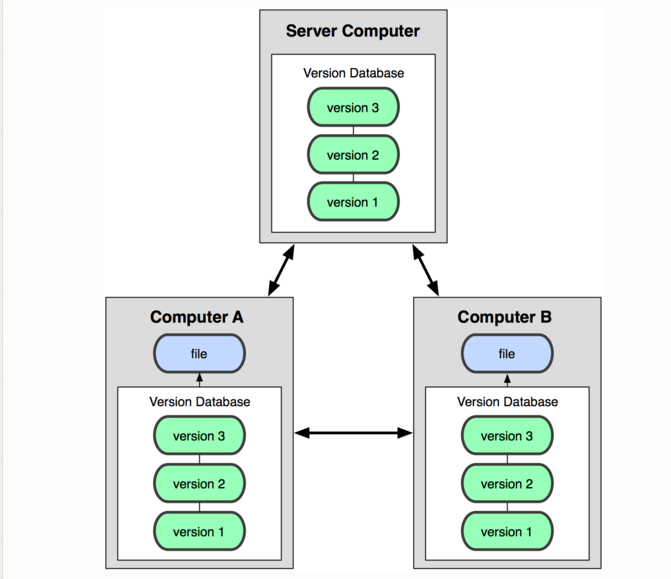 Server Computer
Version Database
version 3
version 2
version 1
Computer A
file
Version Database
version 3
version 2
version 1
Computer B
file
Version Database
version 3
version 2
version 1